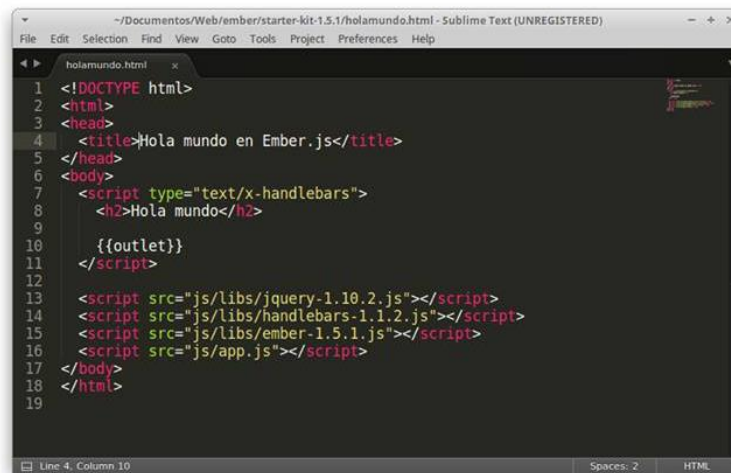 ~/Documentos/Web/ember/starter-kit-1.5.1/holamundo.html - Sublime Text (UNREGISTERED)
File Edit Selection Find View Goto Tools Project Preferences Help
holamundo.html x
1 <!DOCTYPE html>
2 <html>
3 <head>
4 <title>Hola mundo en Ember.js</title>
5 </head>
6 <body>
7 <script type="text/x-handlebars">
8 <h2>Hola mundo</h2>
9
10 {{outlet}}
11 </script>
12
13 <script src="js/libs/jquery-1.10.2.js"></script>
14 <script src="js/libs/handlebars-1.1.2.js"></script>
15 <script src="js/libs/ember-1.5.1.js"></script>
16 <script src="js/app.js"></script>
17 </body>
18 </html>
19
Line 4, Column 10 Spaces: 2 HTML